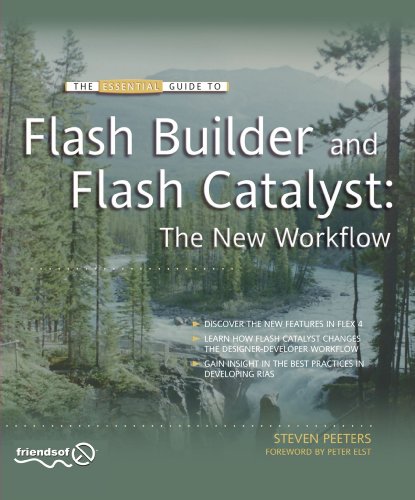 THE ESSENTIAL GUIDE TO
Flash Builder and
Flash Catalyst:
The New Workflow
DISCOVER THE NEW FEATURES IN FLEX 4
LEARN HOW FLASH CATALYST CHANGES
THE DESIGNER-DEVELOPER WORKFLOW
GAIN INSIGHT IN THE BEST PRACTICES IN
DEVELOPING RIAS
STEVEN PEETERS
FOREWORD BY PETER ELST
friendsof